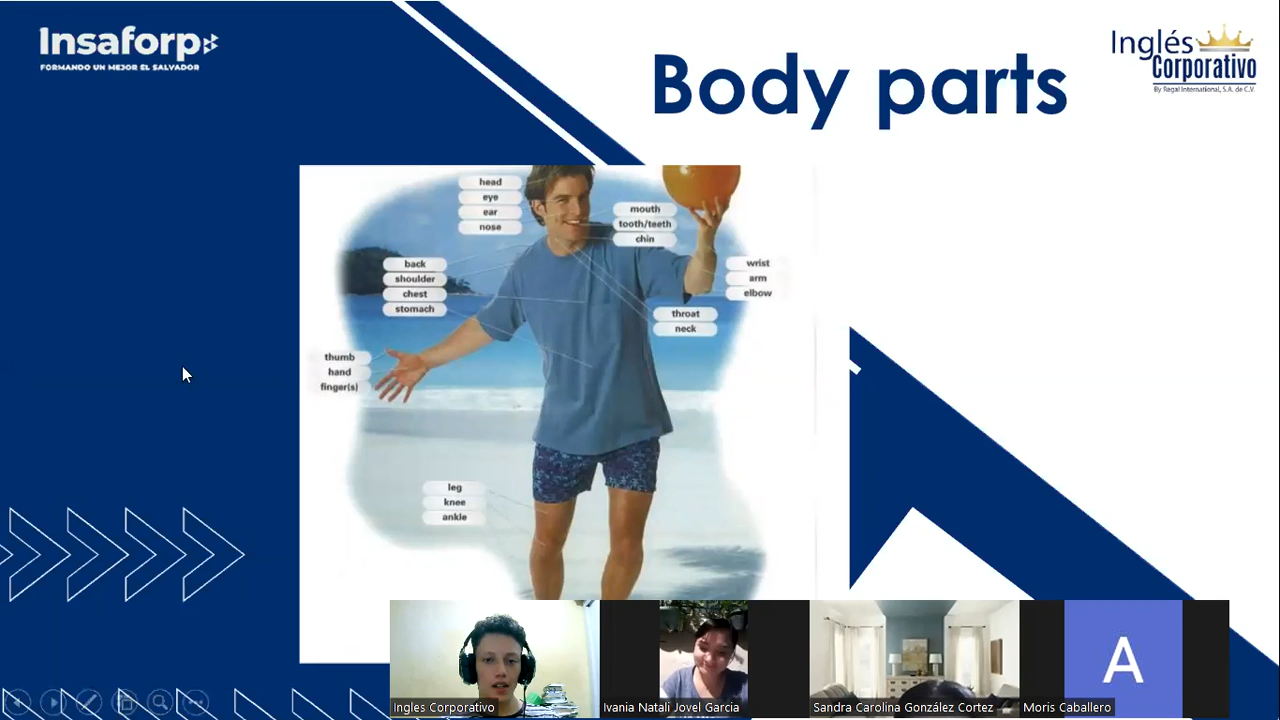 Insaforp
FORMANDO UN MEJOR EL SALVADOR
Body parts
Inglés
Corporativo
By Regal International, S.A. de C.V.
head
eye
ear
nose
mouth
tooth/teeth
chin
back
shoulder
chest
stomach
wrist
arm
elbow
throat
neck
thumb
hand
finger(s)
leg
knee
ankle
A
Ingles Corporativo
Ivania Natali Jovel Garcia
Sandra Carolina González Cortez
Moris Caballero